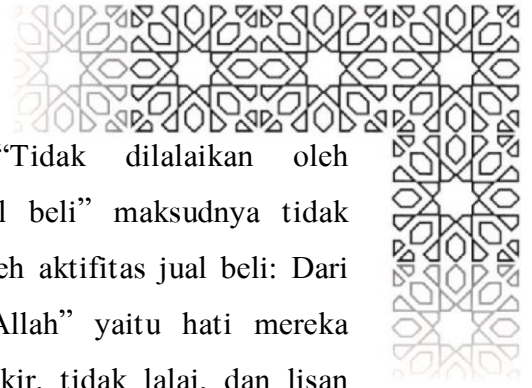 “Tidak dilalaikan oleh
l beli” maksudnya tidak
eh aktifitas jual beli: Dari
Allah” yaitu hati mereka
kir, tidak lalai, dan lisan